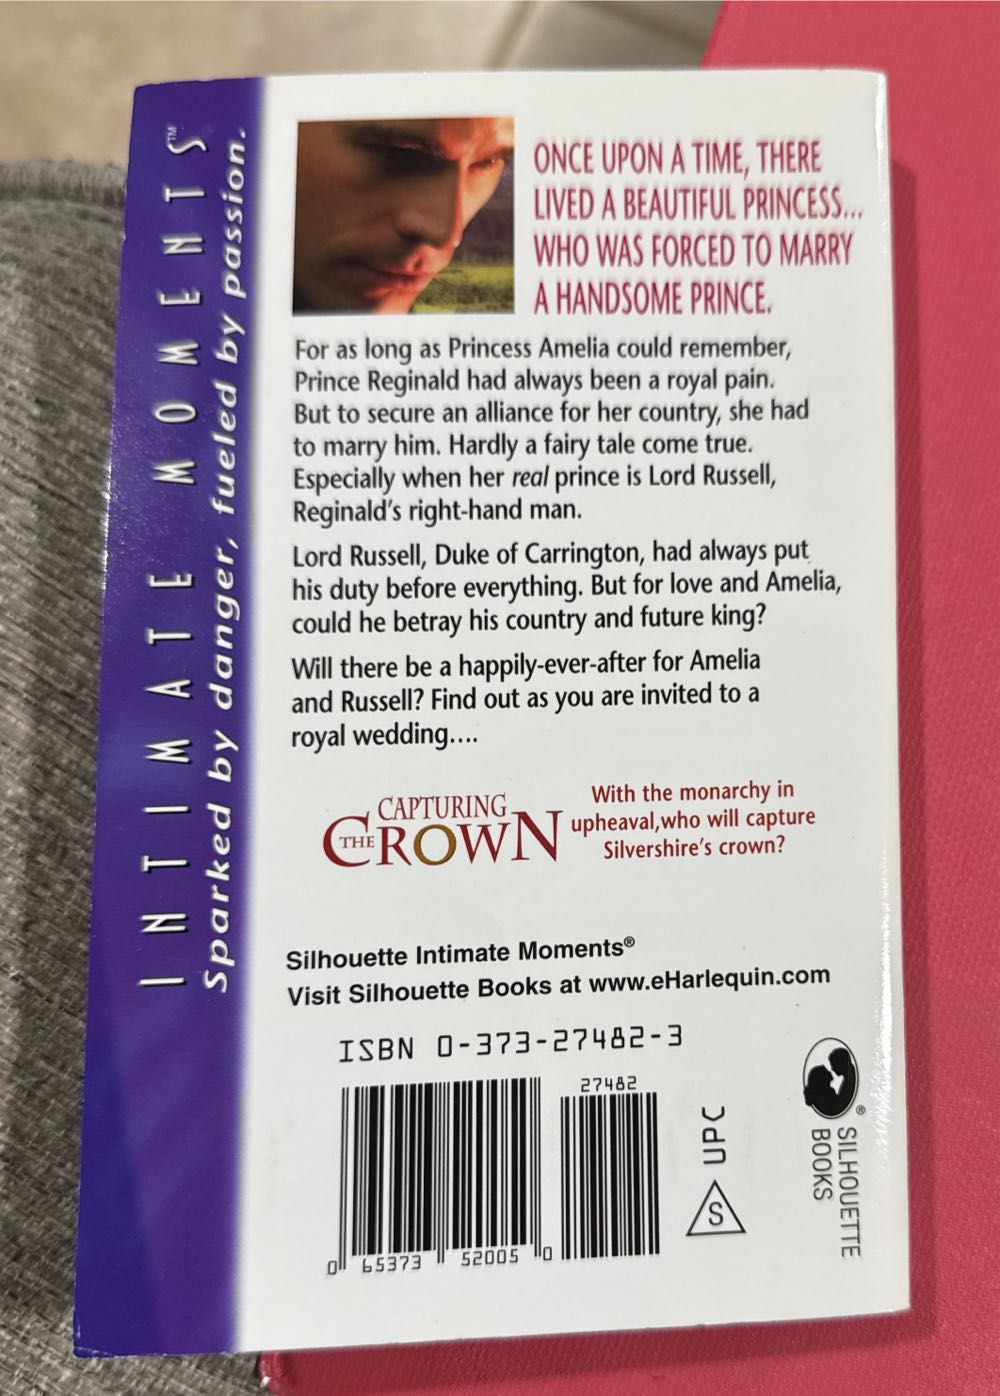 INTIMATE MOMENTS™
Sparked by danger, fueled by passion.
ONCE UPON A TIME, THERE
LIVED A BEAUTIFUL PRINCESS...
WHO WAS FORCED TO MARRY
A HANDSOME PRINCE.
For as long as Princess Amelia could remember,
Prince Reginald had always been a royal pain.
But to secure an alliance for her country, she had
to marry him. Hardly a fairy tale come true.
Especially when her real prince is Lord Russell,
Reginald's right-hand man.
Lord Russell, Duke of Carrington, had always put
his duty before everything. But for love and Amelia,
could he betray his country and future king?
Will there be a happily-ever-after for Amelia
and Russell? Find out as you are invited to a
royal wedding....
CAPTURING
THE CROWN
With the monarchy in
upheaval,who will capture
Silvershire's crown?
Silhouette Intimate Moments®
Visit Silhouette Books at www.eHarlequin.com
ISBN 0-373-27482-3
27482
0 65373 52005 0
UPC
S
®
SILHOUETTE
BOOKS